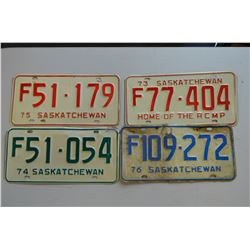 F51·179
75 SASKATCHEWAN
73 SASKATCHEWAN
F77·404
HOME OF THE RCMP
F51·054
74 SASKATCHEWAN
F109·272
76 SASKATCHEWAN